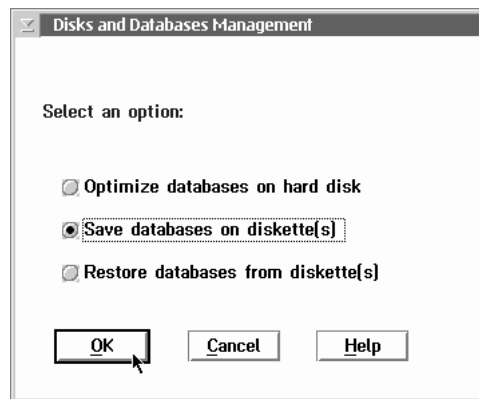 Disks and Databases Management
Select an option:
Optimize databases on hard disk
Save databases on diskette(s)
Restore databases from diskette(s)
OK Cancel Help